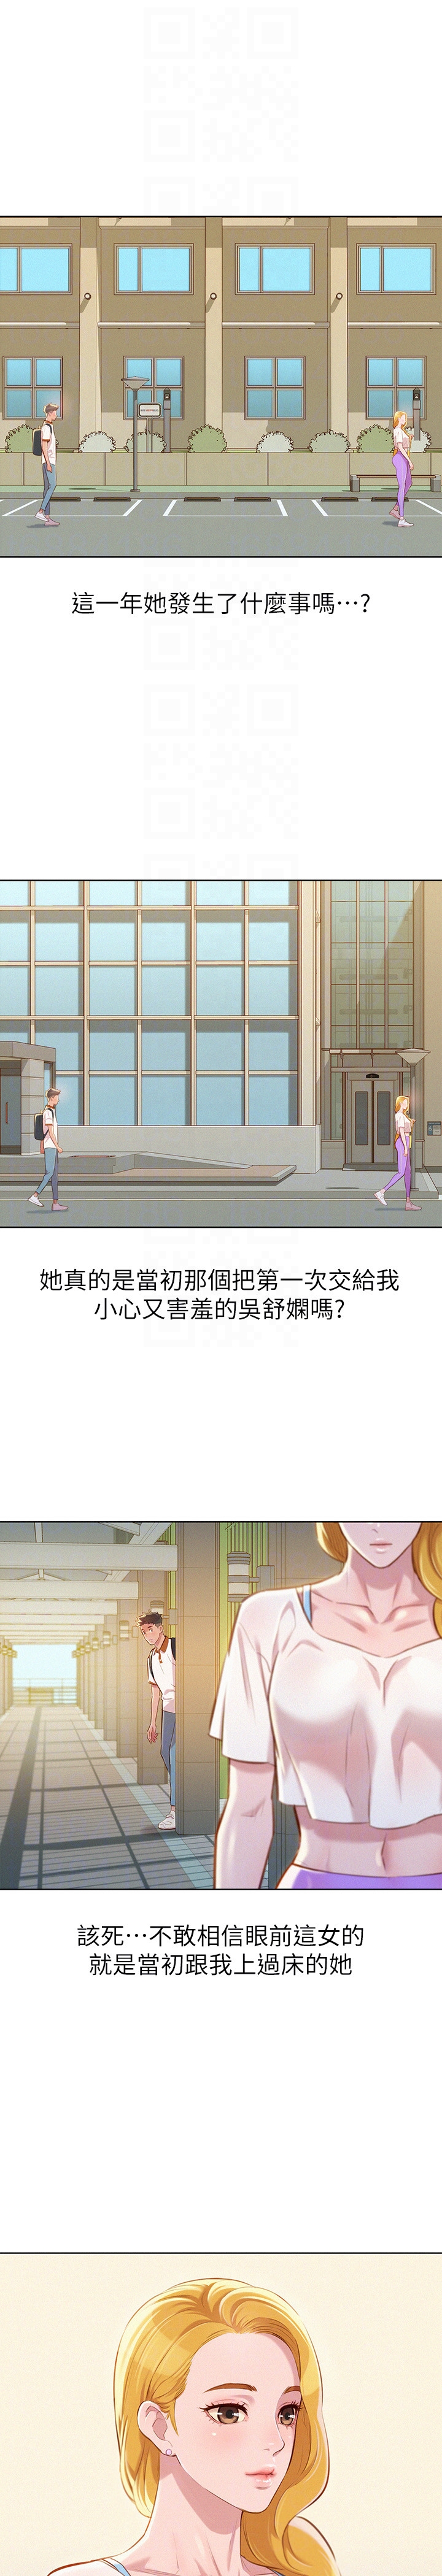 這一年她發生了什麼事嗎⋯?
她真的是當初那個把第一次交給我
小心又害羞的吳舒嫻嗎?
該死⋯不敢相信眼前這女的
就是當初跟我上過床的她